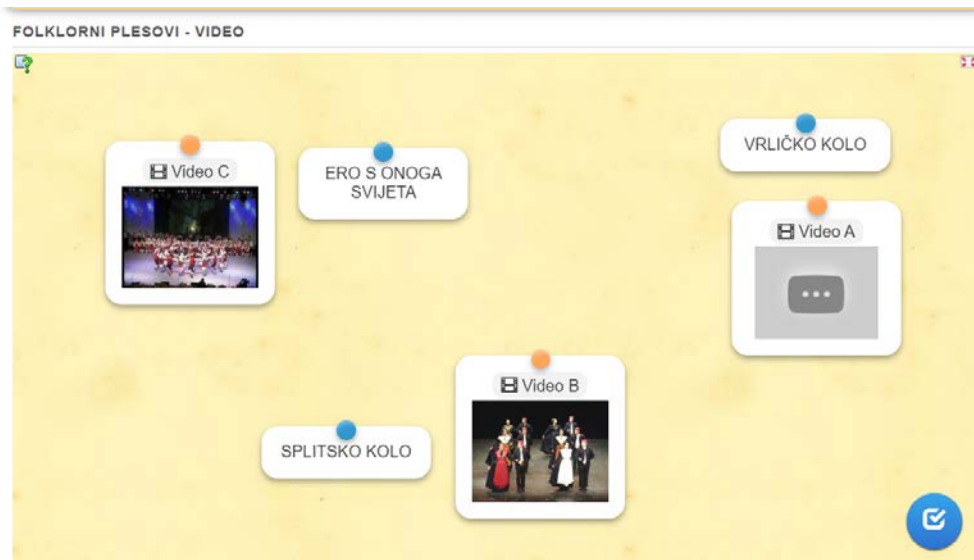 FOLKLORNI PLESOVI - VIDEO
Video C
ERO S ONOGA
SVIJETA
VRLIČKO KOLO
Video A
Video B
SPLITSKO KOLO